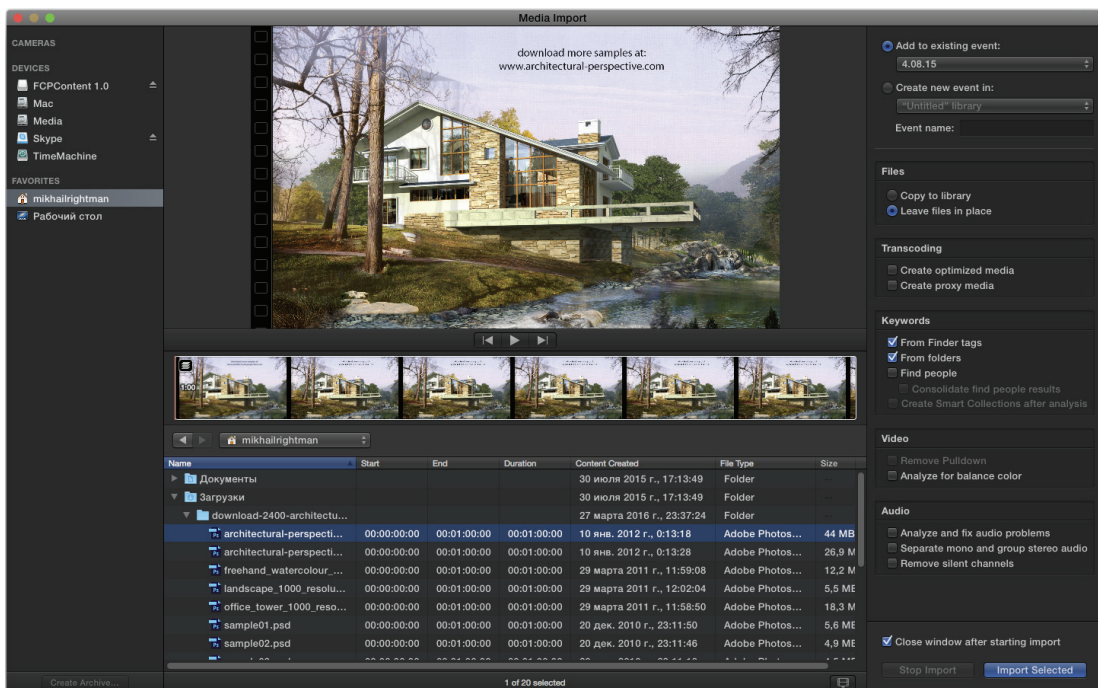 Media Import
CAMERAS
DEVICES
FCPContent 1.0
Mac
Media
Skype
TimeMachine
FAVORITES
mikhailrightman
Рабочий стол
Create Archive...
download more samples at:
www.architectural-perspective.com
1:00
mikhailrightman
Name Start End Duration Content Created File Type Size
Документы 30 июля 2015 г., 17:13:49 Folder
Загрузки 30 июля 2015 г., 17:13:49 Folder
download-2400-architectu... 27 марта 2016 г., 23:37:24 Folder
architectural-perspecti... 00:00:00:00 00:01:00:00 00:01:00:00 10 янв. 2012 г., 0:13:18 Adobe Photos... 44 MB
architectural-perspecti... 00:00:00:00 00:01:00:00 00:01:00:00 10 янв. 2012 г., 0:13:28 Adobe Photos... 26,9 M
freehand_watercolour_... 00:00:00:00 00:01:00:00 00:01:00:00 29 марта 2011 г., 11:59:08 Adobe Photos... 12,2 M
landscape_1000_resolu... 00:00:00:00 00:01:00:00 00:01:00:00 29 марта 2011 г., 12:02:04 Adobe Photos... 5,5 ME
office_tower_1000_reso... 00:00:00:00 00:01:00:00 00:01:00:00 29 марта 2011 г., 11:58:50 Adobe Photos... 18,3 M
sample01.psd 00:00:00:00 00:01:00:00 00:01:00:00 20 дек. 2010 г., 23:11:50 Adobe Photos... 5,6 ME
sample02.psd 00:00:00:00 00:01:00:00 00:01:00:00 20 дек. 2010 г., 23:11:46 Adobe Photos... 4,9 ME
1 of 20 selected
Add to existing event:
4.08.15
Create new event in:
"Untitled" library
Event name:
Files
Copy to library
Leave files in place
Transcoding
Create optimized media
Create proxy media
Keywords
From Finder tags
From folders
Find people
Consolidate find people results
Create Smart Collections after analysis
Video
Remove Pulldown
Analyze for balance color
Audio
Analyze and fix audio problems
Separate mono and group stereo audio
Remove silent channels
Close window after starting import
Stop Import
Import Selected